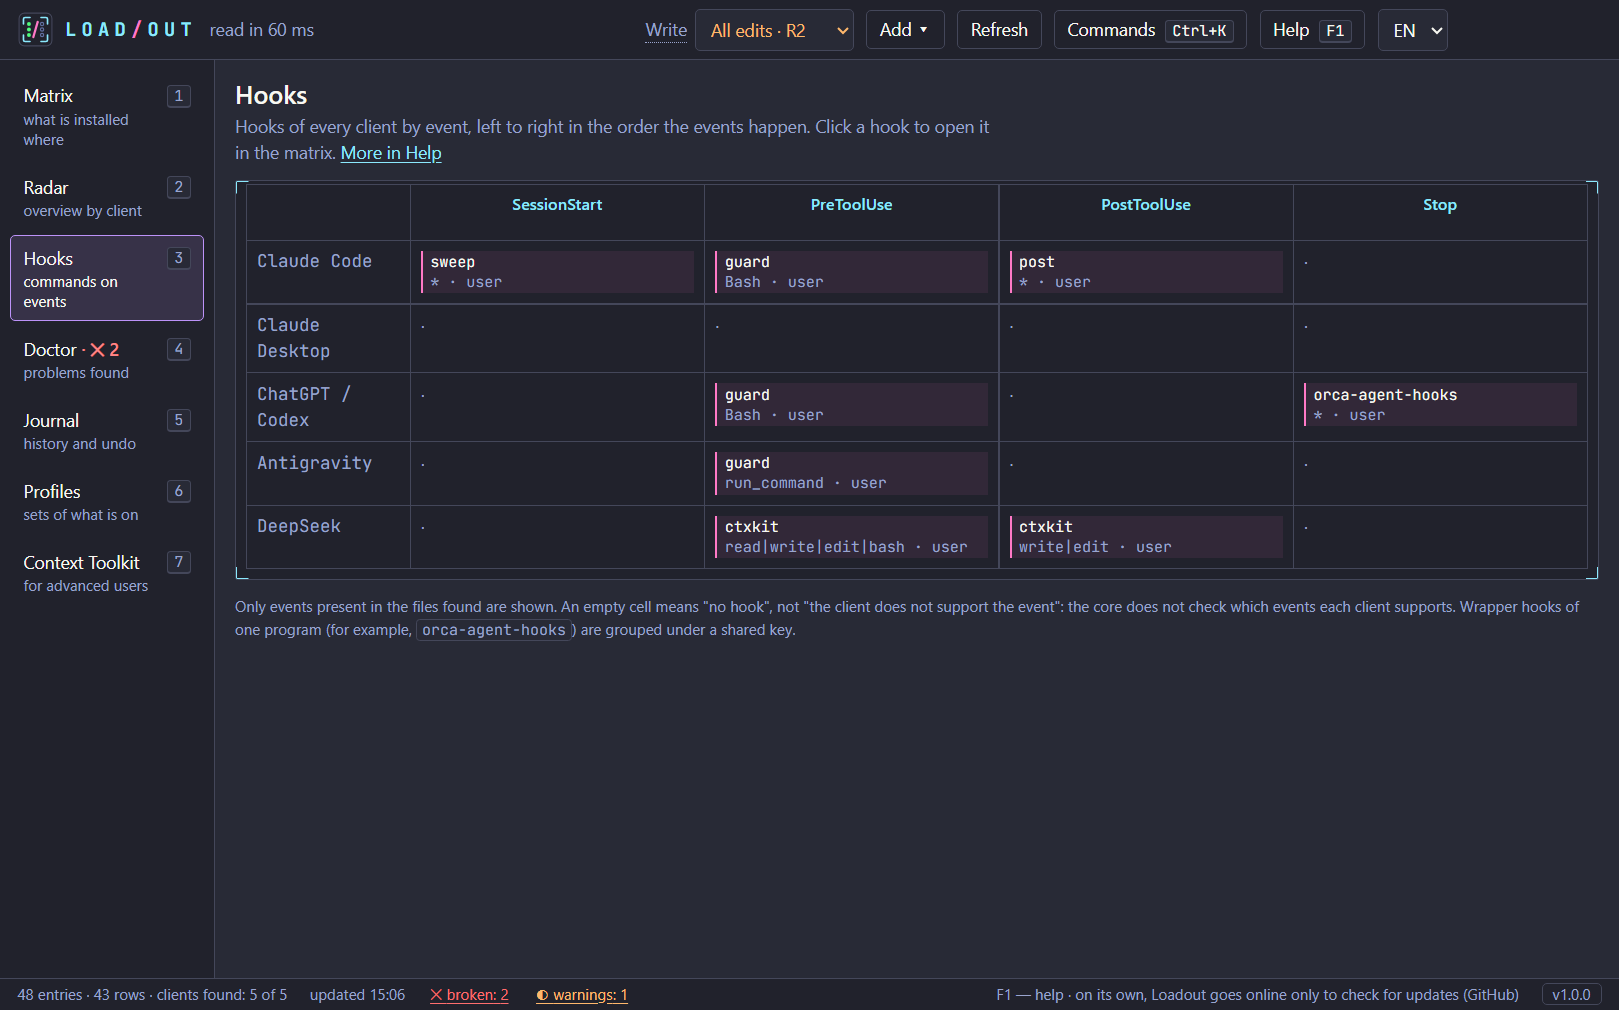 LOAD/OUT read in 60 ms Write All edits · R2 Add ▾ Refresh Commands Ctrl+K Help F1 EN
Matrix 1
what is installed
where
Radar 2
overview by client
Hooks 3
commands on
events
Doctor · ✕ 2 4
problems found
Journal 5
history and undo
Profiles 6
sets of what is on
Context Toolkit 7
for advanced users
Hooks
Hooks of every client by event, left to right in the order the events happen. Click a hook to open it
in the matrix. More in Help
SessionStart PreToolUse PostToolUse Stop
Claude Code
sweep
* · user
guard
Bash · user
post
* · user
·
Claude
Desktop
· · · ·
ChatGPT /
Codex
·
guard
Bash · user
·
orca-agent-hooks
* · user
Antigravity
·
guard
run_command · user
· ·
DeepSeek
·
ctxkit
read|write|edit|bash · user
ctxkit
write|edit · user
·
Only events present in the files found are shown. An empty cell means "no hook", not "the client does not support the event": the core does not check which events each client supports. Wrapper hooks of
one program (for example, orca-agent-hooks) are grouped under a shared key.
48 entries · 43 rows · clients found: 5 of 5 updated 15:06 ✕ broken: 2 ◐ warnings: 1 F1 — help · on its own, Loadout goes online only to check for updates (GitHub) v1.0.0